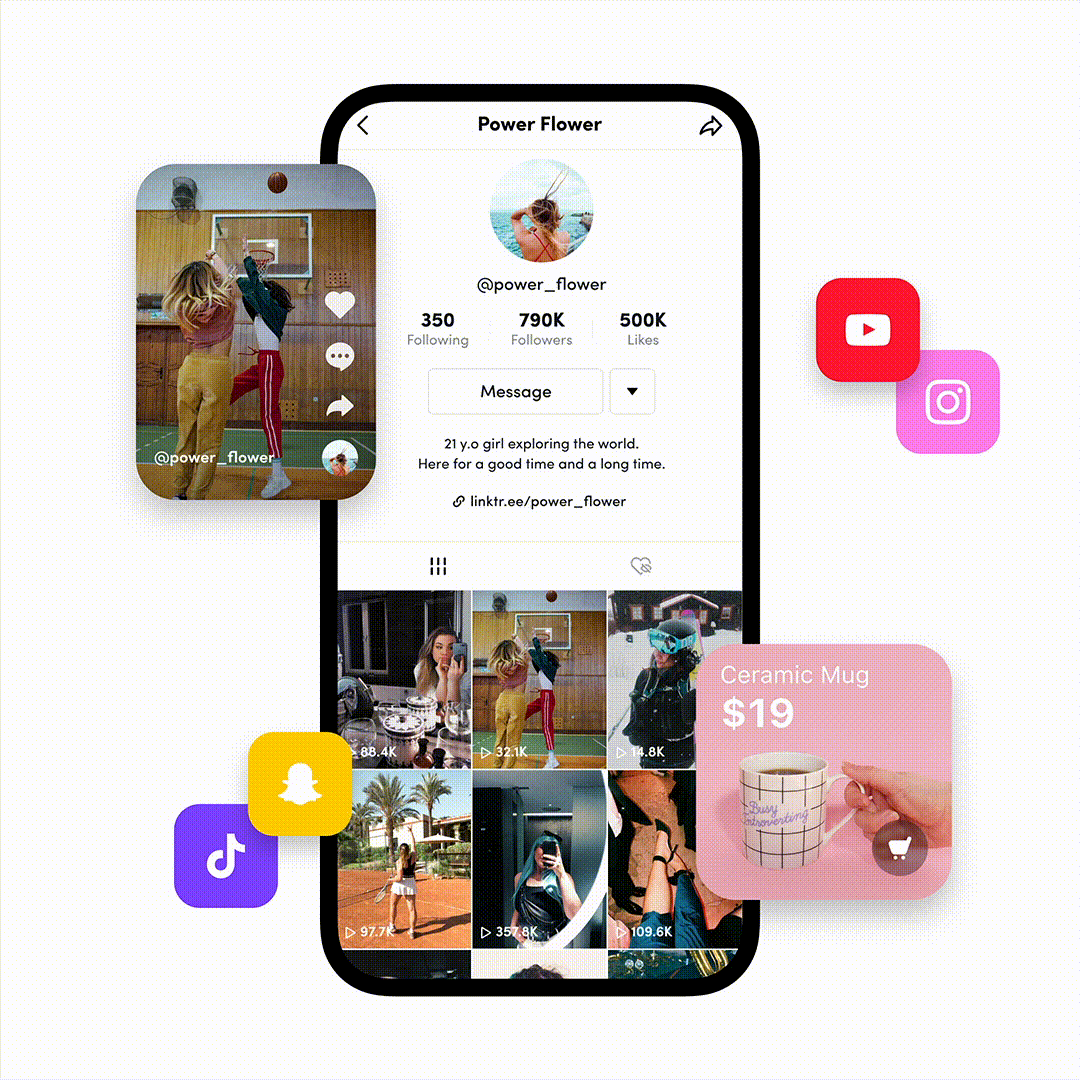 Power Flower
@power_flower
350 790K 500K
Following Followers Likes
Message
21 y.o girl exploring the world.
Here for a good time and a long time.
linktr.ee/power_flower
@power_flower
Ceramic Mug
$19
Busy
Introverting
88.4K 32.1K 14.8K
97.7K 357.8K 109.6K